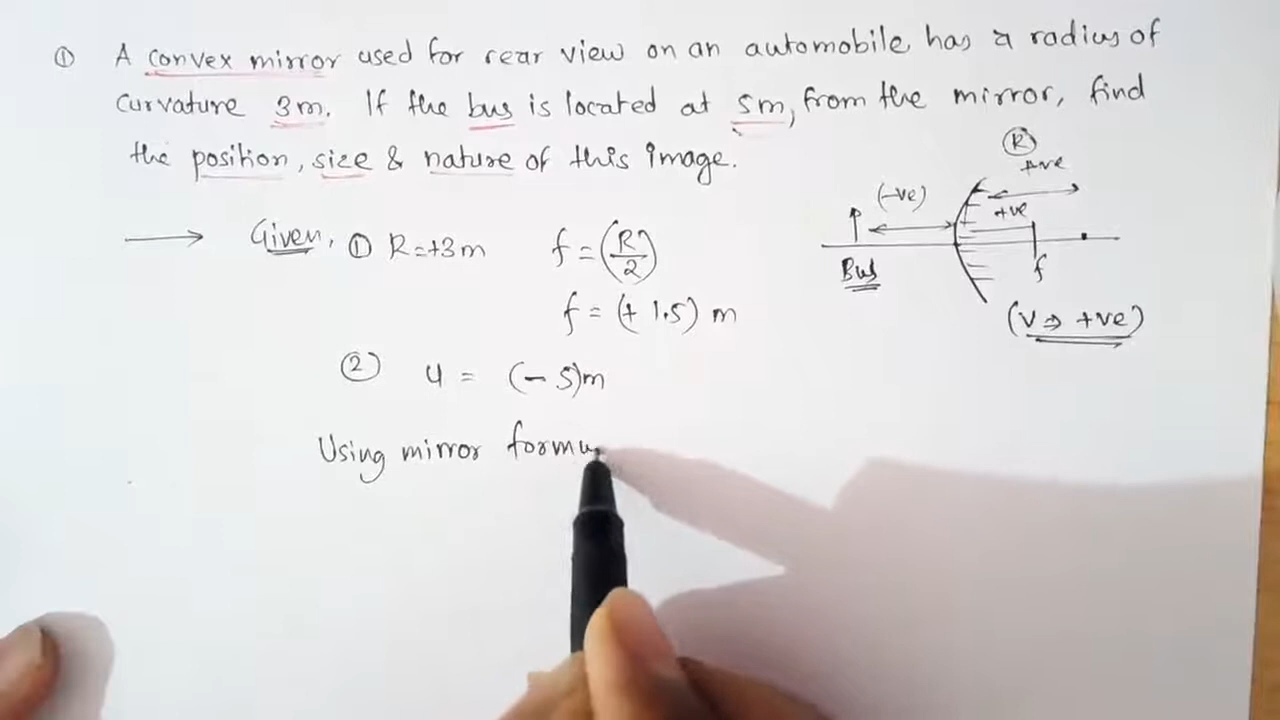 ① A convex mirror used for rear view on an automobile has a radius of
curvature 3m. If the bus is located at 5m, from the mirror, find
the position, size & nature of this image.
Given, ① R=+3m
f = (R/2)
f = (+ 1.5) m
② u = (- 5)m
Using mirror formu
(R)
+ve
(-ve)
+ve
Bus
f
(V ⇒ +ve)